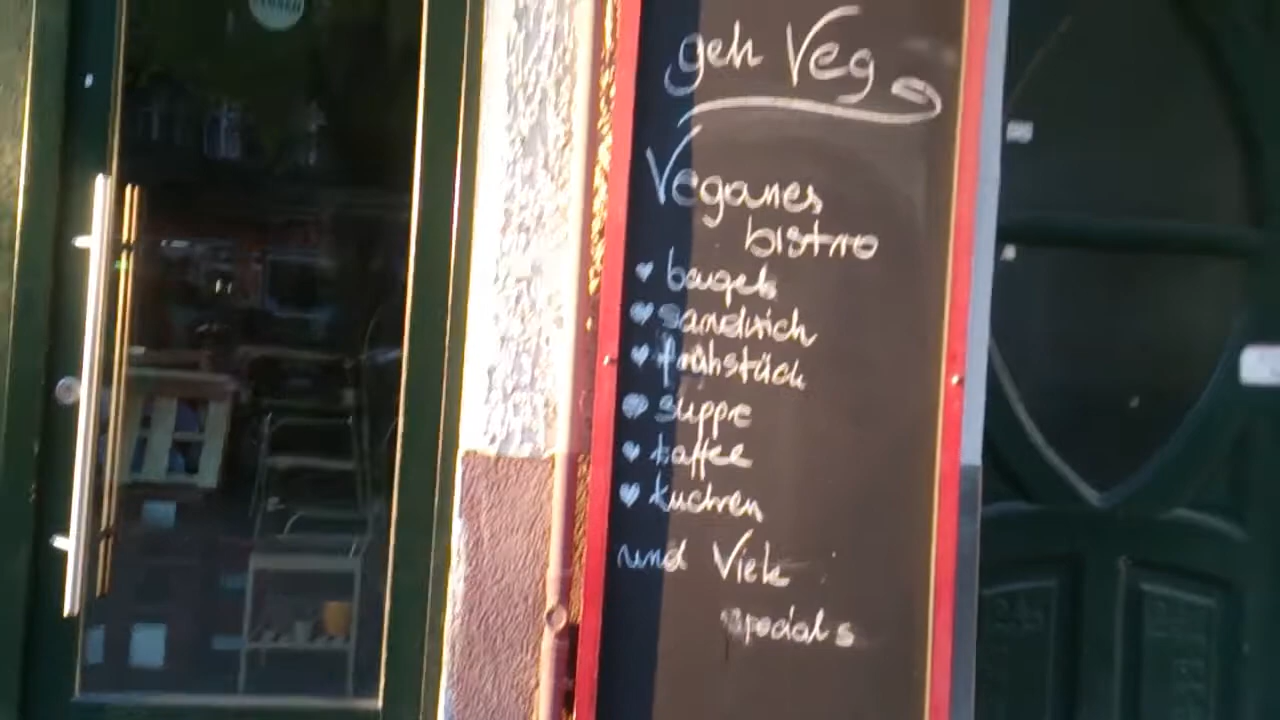 geh Veg
Veganes
bistro
bagels
sandwich
frühstück
suppe
kaffee
kuchen
und Viele
specials